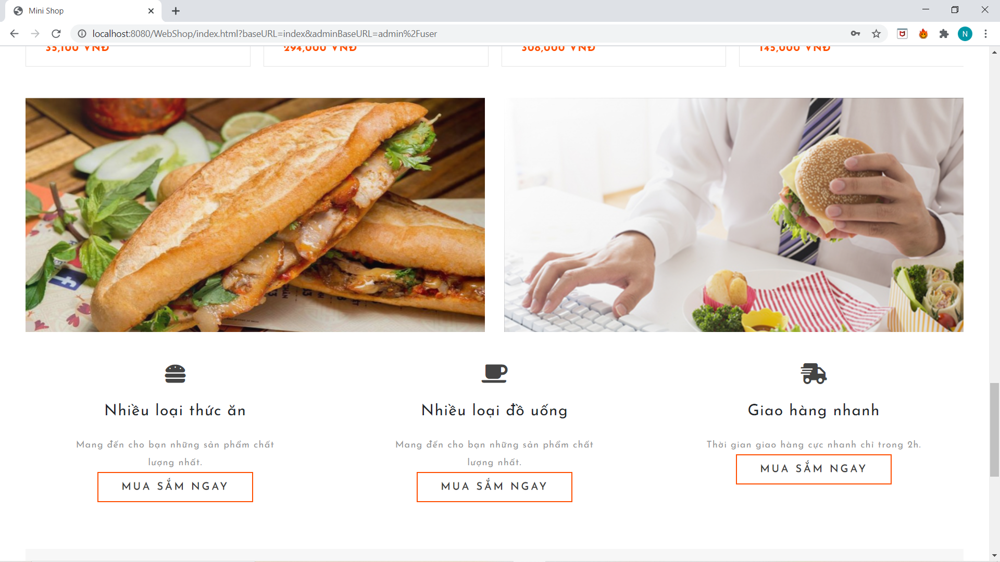 Mini Shop
localhost:8080/WebShop/index.html?baseURL=index&adminBaseURL=admin%2Fuser
N
35,100 VNĐ
294,000 VNĐ
308,000 VNĐ
145,000 VNĐ
Nhiều loại thức ăn
Mang đến cho bạn những sản phẩm chất
lượng nhất.
MUA SẮM NGAY
Nhiều loại đồ uống
Mang đến cho bạn những sản phẩm chất
lượng nhất.
MUA SẮM NGAY
Giao hàng nhanh
Thời gian giao hàng cực nhanh chỉ trong 2h.
MUA SẮM NGAY